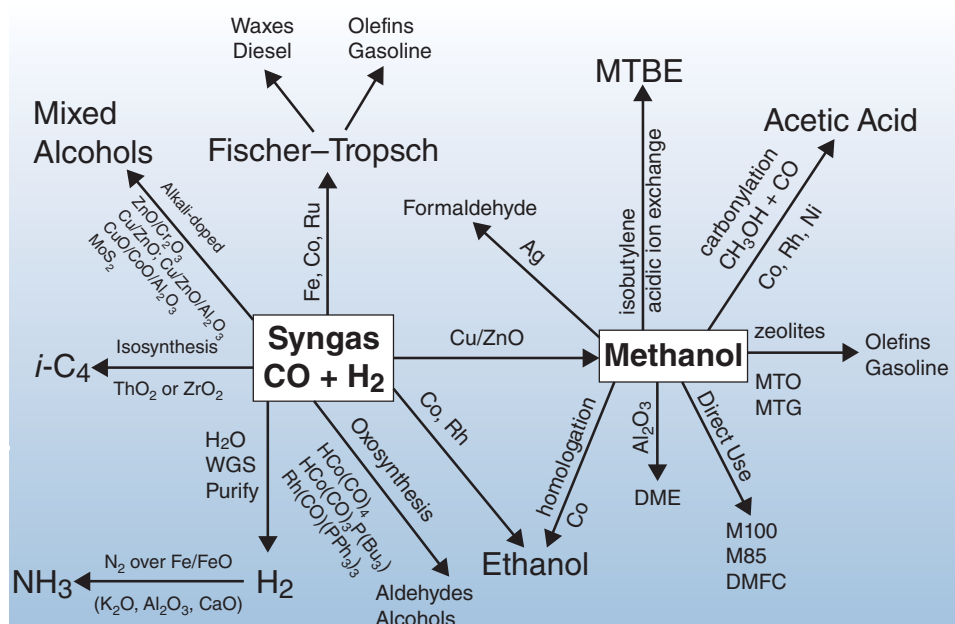 Waxes
Diesel
Olefins
Gasoline
MTBE
Mixed
Alcohols
Fischer–Tropsch
Acetic Acid
Alkali-doped
ZnO/Cr₂O₃
Cu/ZnO; Cu/ZnO/Al₂O₃
CuO/CoO/Al₂O₃
MoS₂
Fe, Co, Ru
Formaldehyde
Ag
isobutylene
acidic ion exchange
carbonylation
CH₃OH + CO
Co, Rh, Ni
Syngas
CO + H₂
Cu/ZnO
Methanol
zeolites
MTO
MTG
Olefins
Gasoline
i-C₄
Isosynthesis
ThO₂ or ZrO₂
H₂O
WGS
Purify
Oxosynthesis
HCo(CO)₄
HCo(CO)₃P(Bu₃)
Rh(CO)(PPh₃)₃
Co, Rh
homologation
Co
Al₂O₃
DME
Direct Use
M100
M85
DMFC
Ethanol
Aldehydes
Alcohols
NH₃
N₂ over Fe/FeO
(K₂O, Al₂O₃, CaO)
H₂